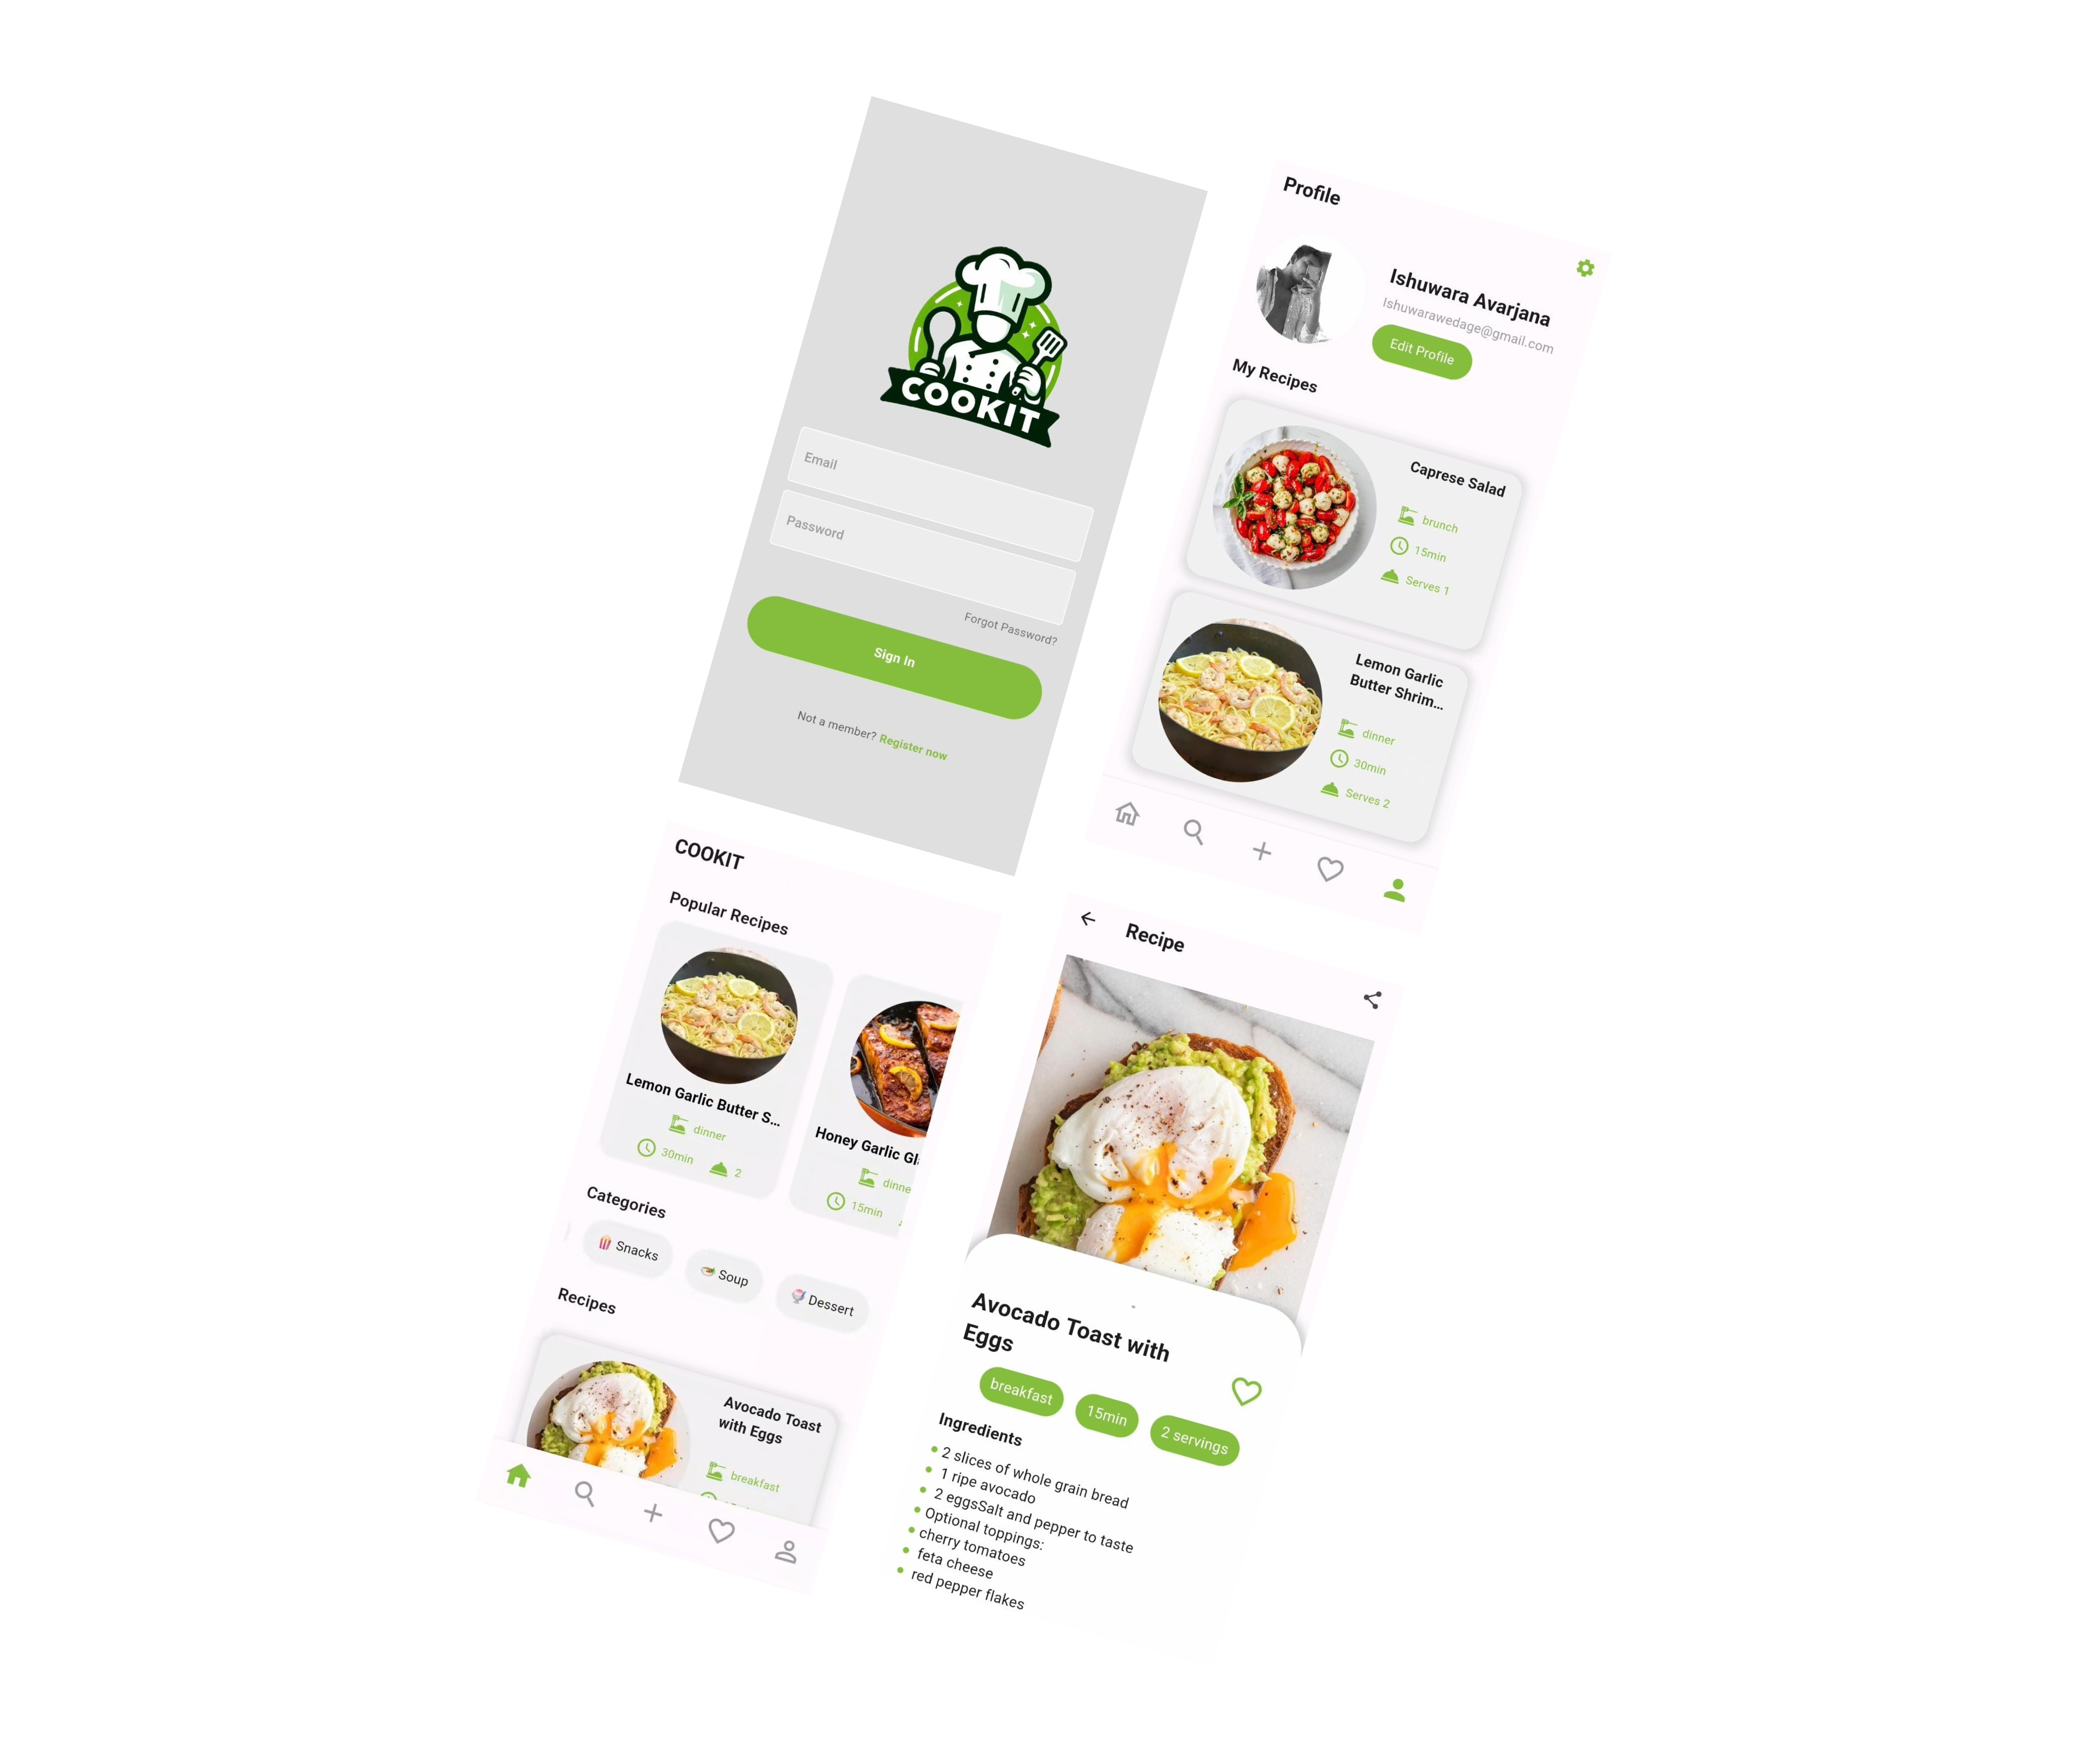 COOKIT
Email
Password
Forgot Password?
Sign In
Not a member? Register now
Profile
Ishuwara Avarjana
Ishuwarawedage@gmail.com
Edit Profile
My Recipes
Caprese Salad
brunch
15min
Serves 1
Lemon Garlic
Butter Shrim...
dinner
30min
Serves 2
COOKIT
Popular Recipes
Lemon Garlic Butter S...
dinner
30min
2
Honey Garlic Gl
dinne
15min
Categories
Snacks
Soup
Dessert
Recipes
Avocado Toast
with Eggs
breakfast
Recipe
Avocado Toast with
Eggs
breakfast
15min
2 servings
Ingredients
2 slices of whole grain bread
1 ripe avocado
2 eggsSalt and pepper to taste
Optional toppings:
cherry tomatoes
feta cheese
red pepper flakes